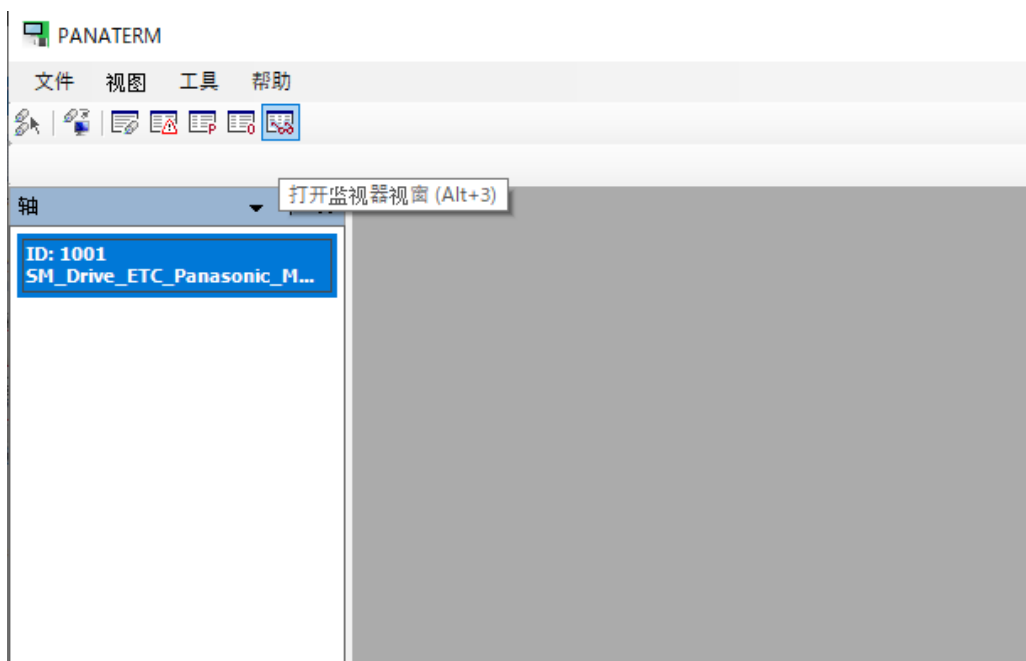 PANATERM
文件 视图 工具 帮助
打开监视器视窗 (Alt+3)
轴
ID: 1001
SM_Drive_ETC_Panasonic_M...